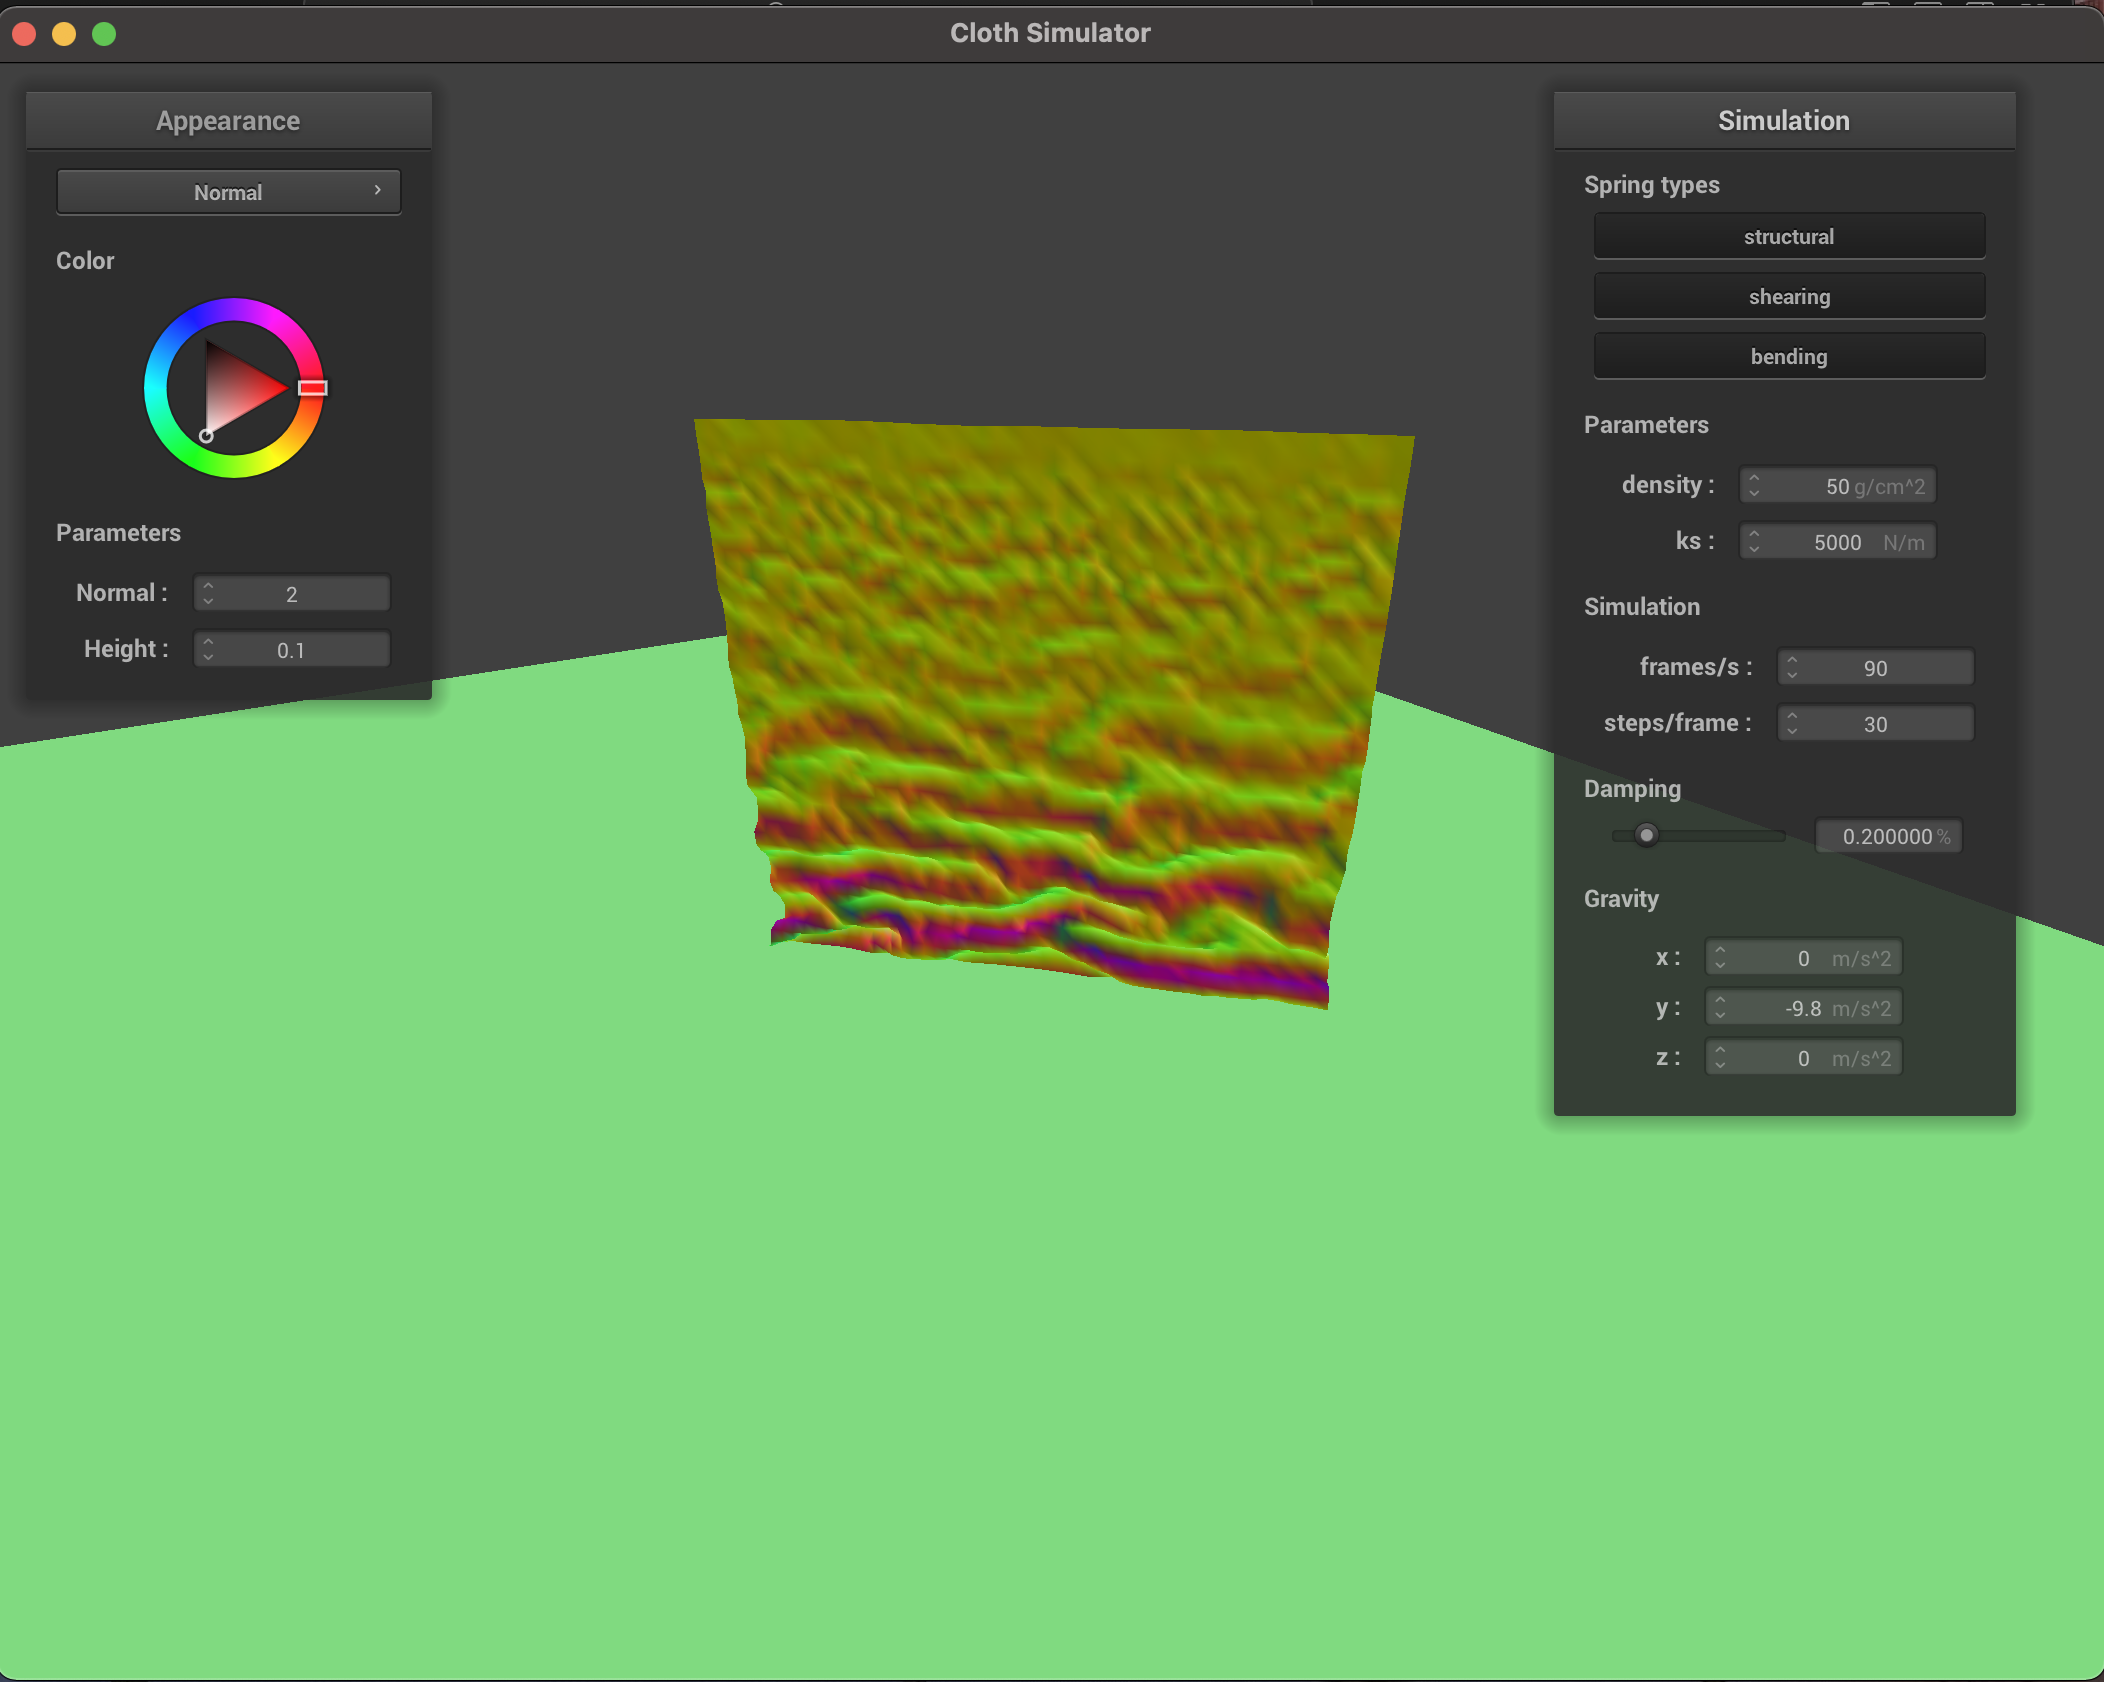 Cloth Simulator
Appearance
Normal
Color
Parameters
Normal :
2
Height :
0.1
Simulation
Spring types
structural
shearing
bending
Parameters
density :
50 g/cm^2
ks :
5000 N/m
Simulation
frames/s :
90
steps/frame :
30
Damping
0.200000 %
Gravity
x :
0 m/s^2
y :
-9.8 m/s^2
z :
0 m/s^2